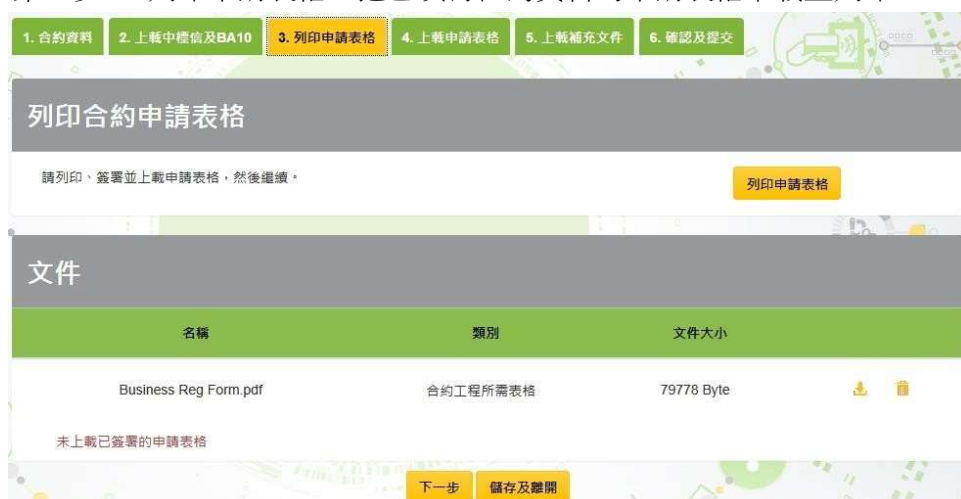 1. 合約資料 2. 上載中標信及BA10 3. 列印申請表格 4. 上載申請表格 5. 上載補充文件 6. 確認及提交
列印合約申請表格
請列印、簽署並上載申請表格，然後繼續。 列印申請表格
文件
名稱 類別 文件大小
Business Reg Form.pdf 合約工程所需表格 79778 Byte
未上載已簽署的申請表格
下一步 儲存及離開